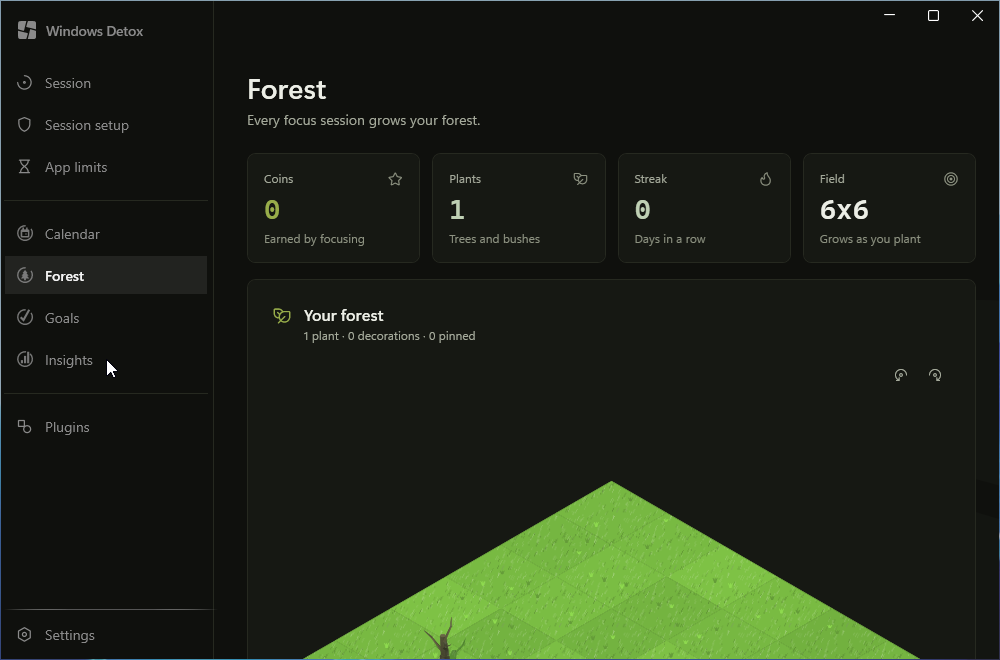 Windows Detox
Session
Session setup
App limits
Calendar
Forest
Goals
Insights
Plugins
Settings
Forest
Every focus session grows your forest.
Coins
0
Earned by focusing
Plants
1
Trees and bushes
Streak
0
Days in a row
Field
6x6
Grows as you plant
Your forest
1 plant · 0 decorations · 0 pinned